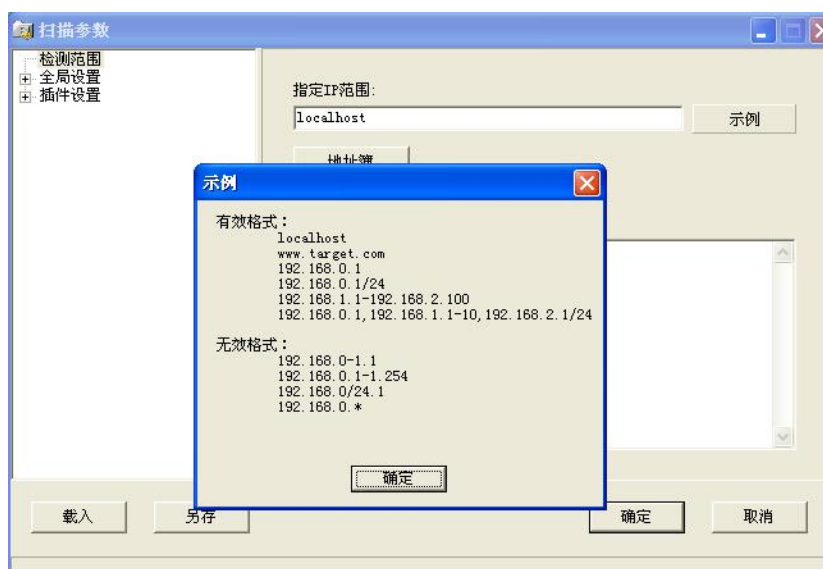 扫描参数
检测范围
全局设置
插件设置
指定IP范围:
localhost
示例
地址簿
示例
有效格式：
localhost
www.target.com
192.168.0.1
192.168.0.1/24
192.168.1.1-192.168.2.100
192.168.0.1,192.168.1.1-10,192.168.2.1/24
无效格式：
192.168.0-1.1
192.168.0.1-1.254
192.168.0/24.1
192.168.0.*
确定
载入
另存
确定
取消